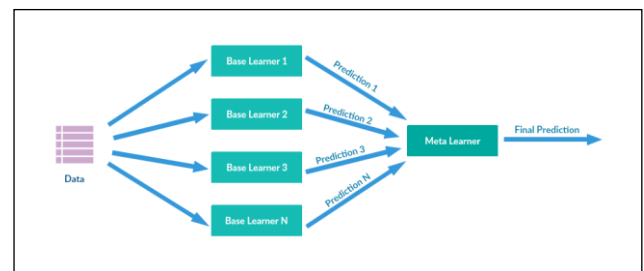 Base Learner 1
Prediction 1
Base Learner 2
Prediction 2
Data
Meta Learner
Final Prediction
Base Learner 3
Prediction 3
Base Learner N
Prediction N